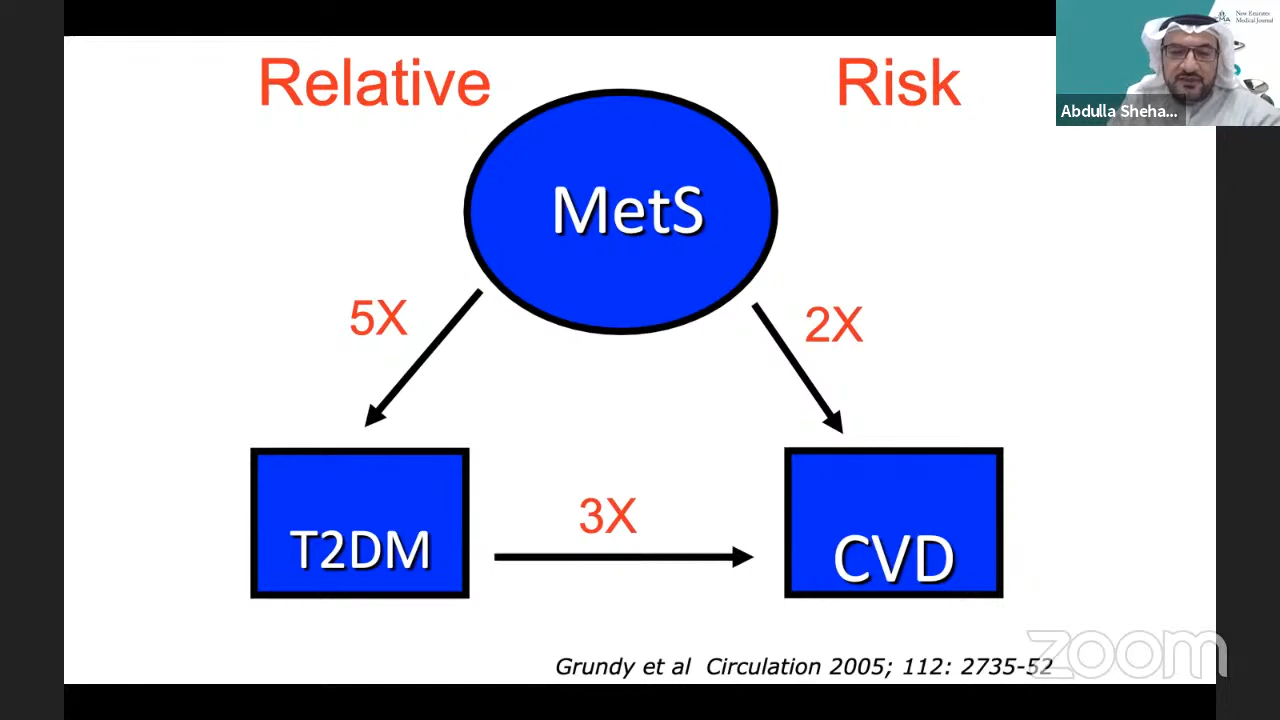 Relative Risk
MetS
5X
2X
T2DM
3X
CVD
Grundy et al Circulation 2005; 112: 2735-52
zoom
New Emirates
Medical Journal
Abdulla Sheha...